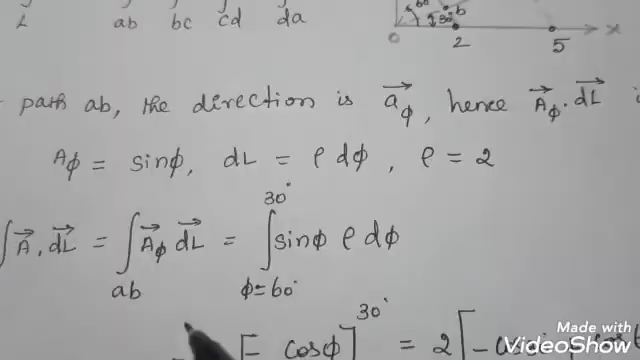 L ab bc cd da
60° 30° b
0 2 5 x
path ab, the direction is a⃗ϕ, hence A⃗ϕ · dL⃗
Aϕ = sinϕ, dL = ρ dϕ, ρ = 2
∫A⃗ · dL⃗ = ∫ab A⃗ϕ dL⃗ = ∫ϕ=60°^30° sinϕ ρ dϕ
[- cosϕ]^30° = 2[-cos
Made with
VideoShow